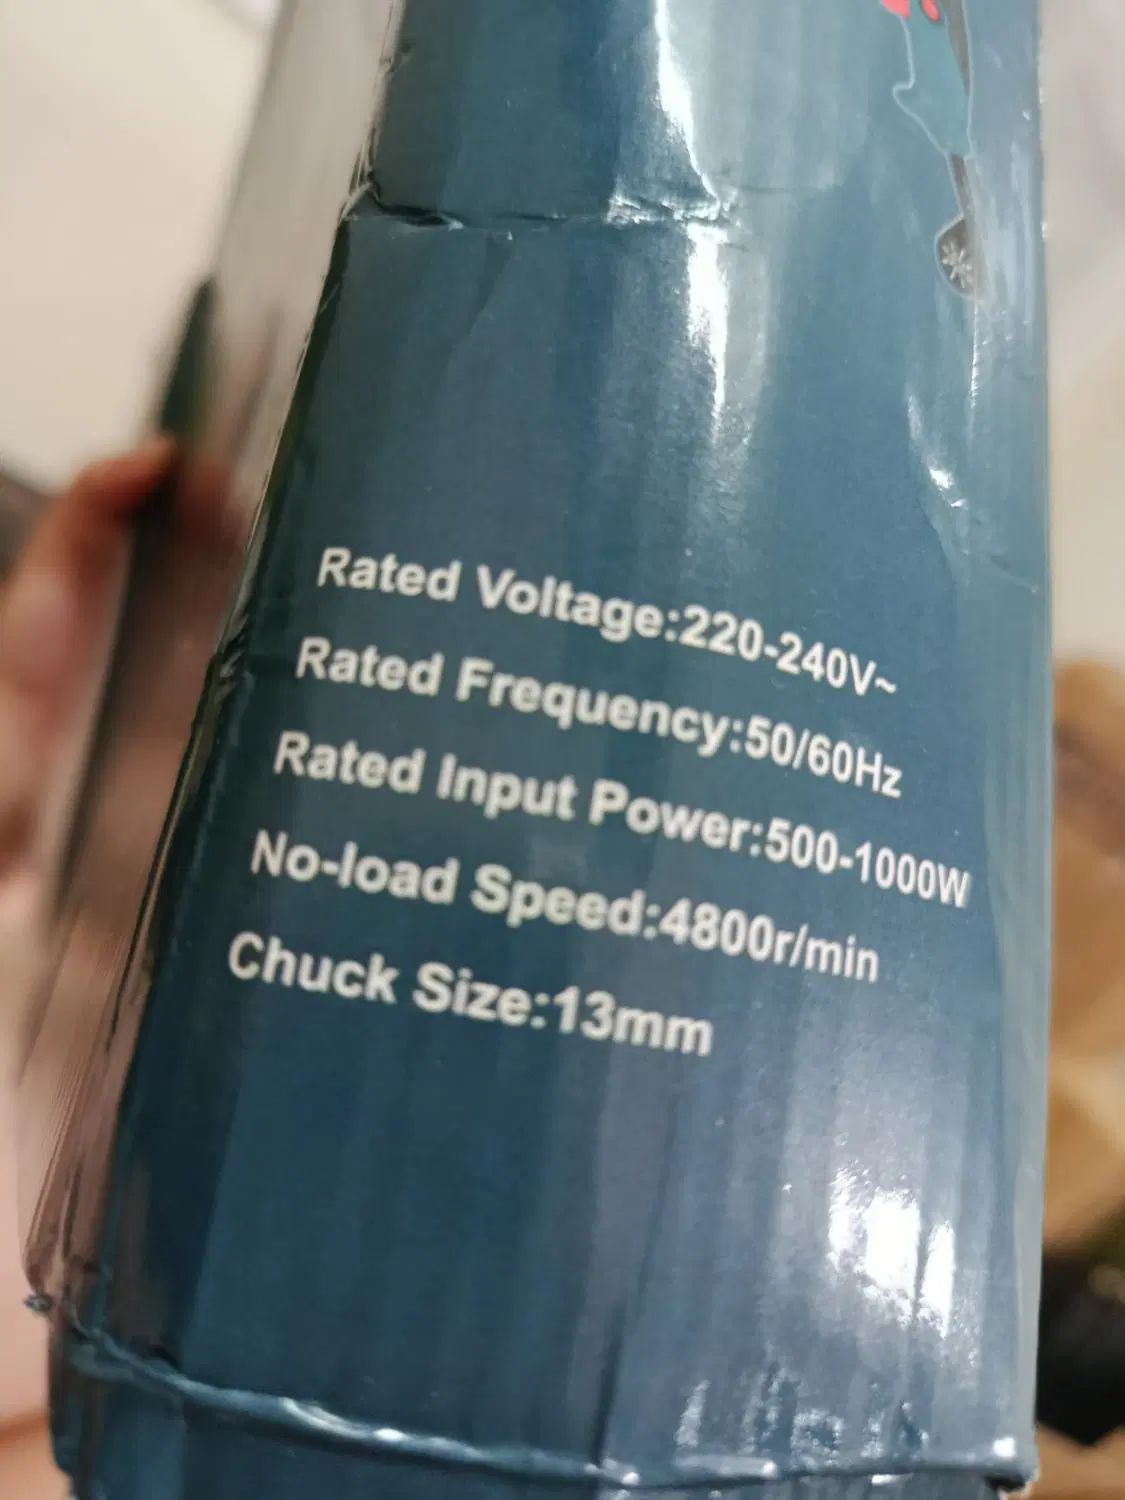 Rated Voltage:220-240V~
Rated Frequency:50/60Hz
Rated Input Power:500-1000W
No-load Speed:4800r/min
Chuck Size:13mm